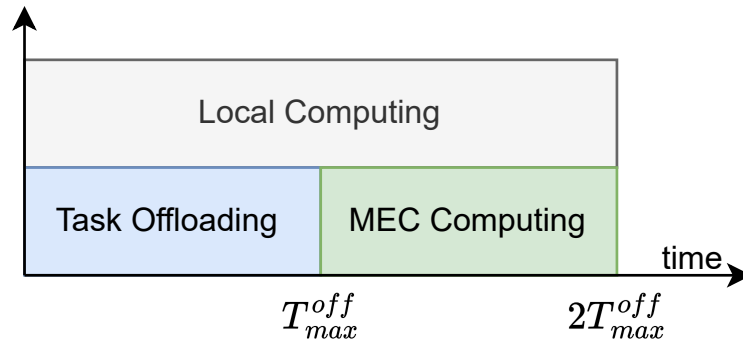 Local Computing
Task Offloading MEC Computing
time
T_{max}^{off} 2T_{max}^{off}